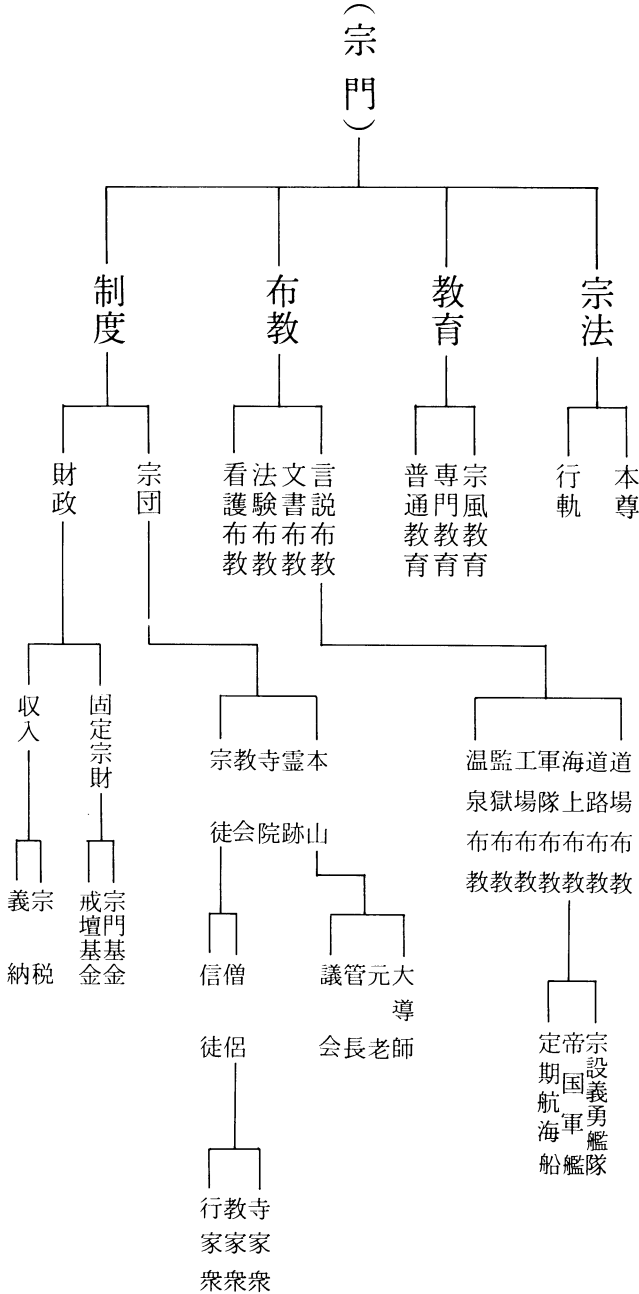 （宗門）
宗法
教育
布教
制度
本尊
行軌
宗風教育
専門教育
普通教育
言説布教
文書布教
法験布教
看護布教
宗団
財政
道場布教
道路布教
海上布教
軍隊布教
工場布教
監獄布教
温泉布教
本山
霊跡
寺院
教会
宗徒
固定宗財
収入
宗設義勇艦隊
帝国軍艦
定期航海船
大導師
元老
管長
議会
僧侶
信徒
宗門基金
戒壇基金
宗税
義納
寺家衆
教家衆
行家衆